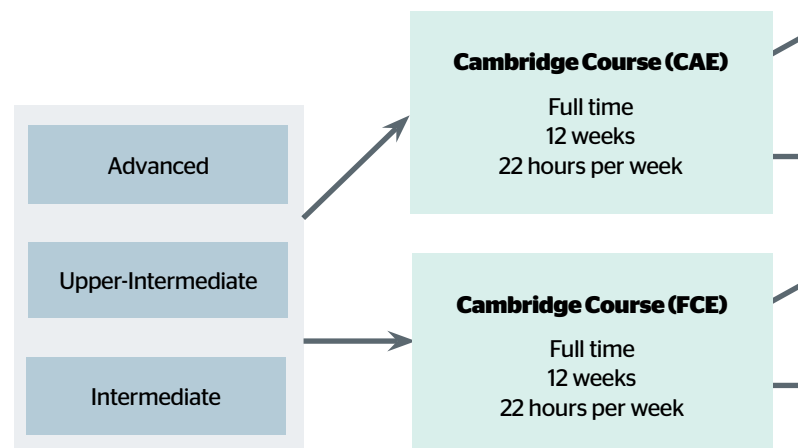 Advanced
Upper-Intermediate
Intermediate
Cambridge Course (CAE)
Full time
12 weeks
22 hours per week
Cambridge Course (FCE)
Full time
12 weeks
22 hours per week